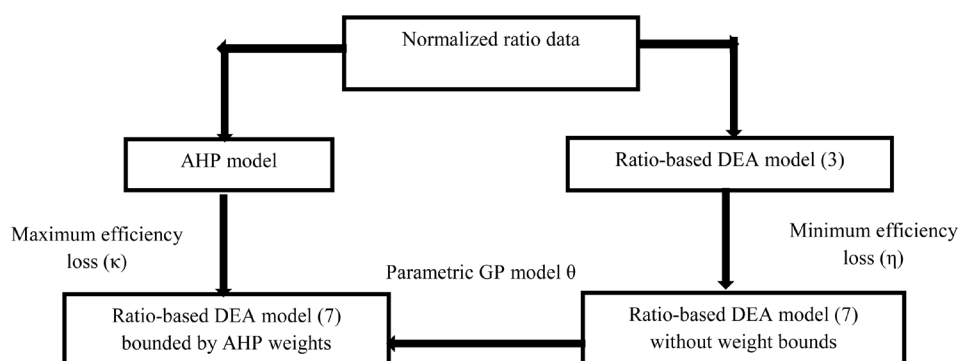 Normalized ratio data
AHP model
Ratio-based DEA model (3)
Maximum efficiency
loss (κ)
Minimum efficiency
loss (η)
Parametric GP model θ
Ratio-based DEA model (7)
bounded by AHP weights
Ratio-based DEA model (7)
without weight bounds